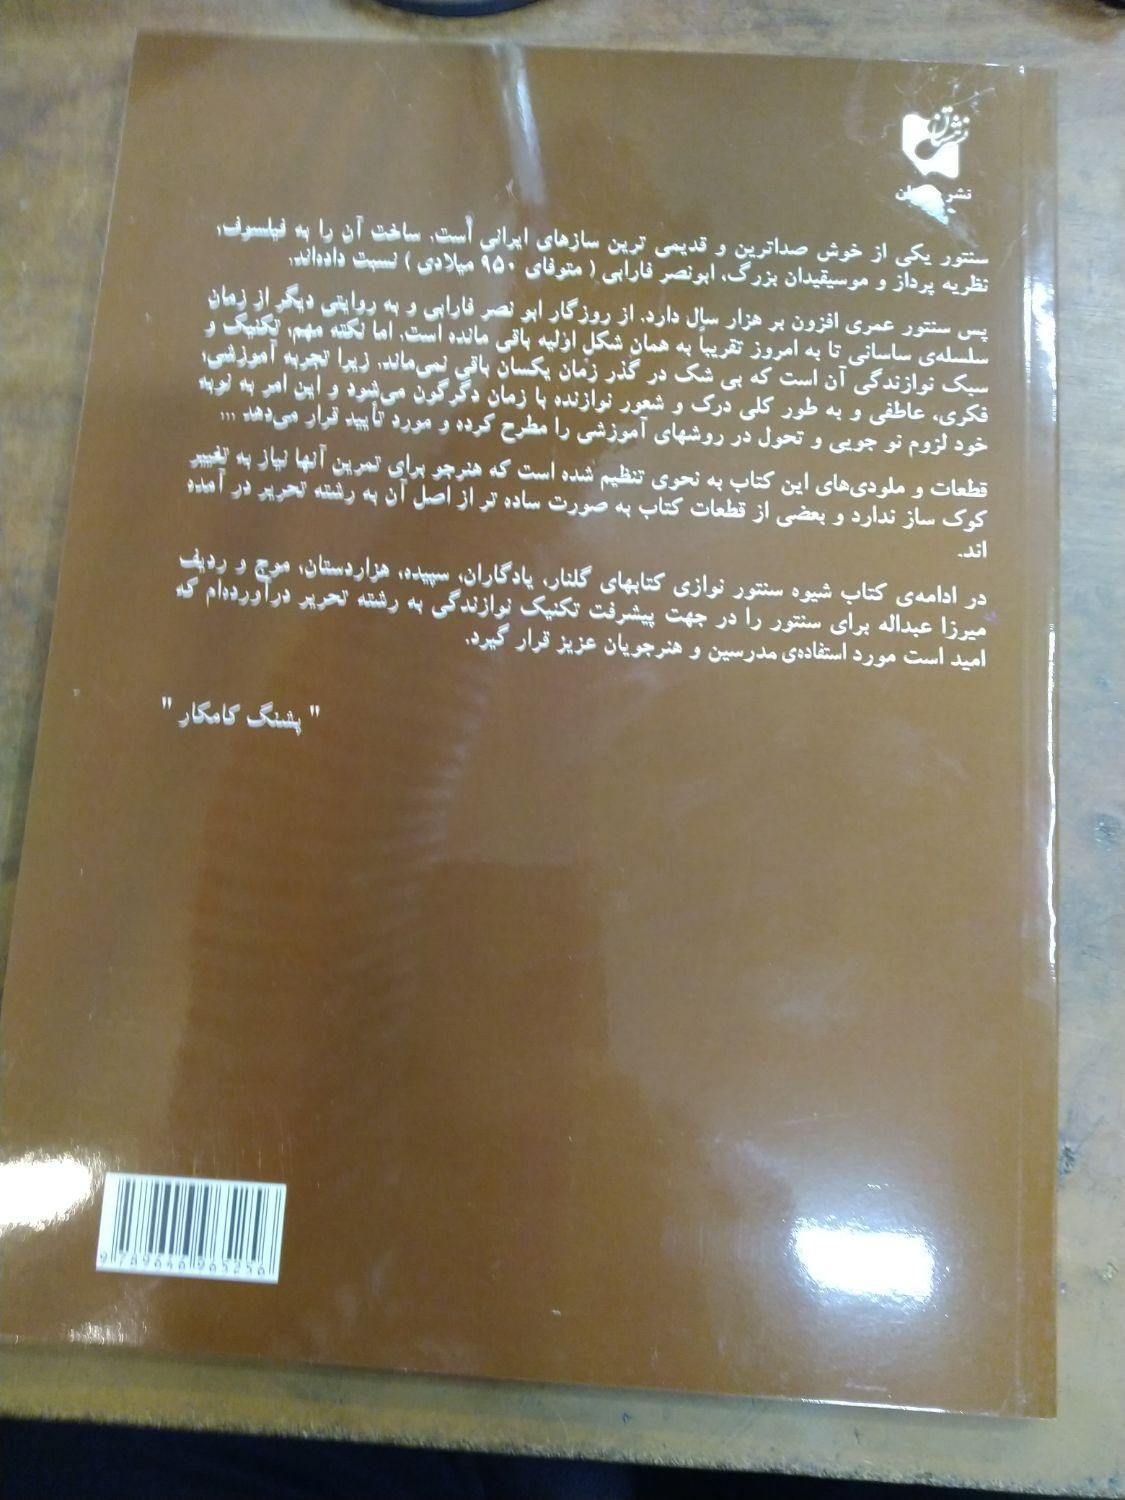 نشر
سنتور یکی از خوش صداترین و قدیمی ترین سازهای ایرانی است. ساخت آن را به فیلسوف،
نظریه پرداز و موسیقیدان بزرگ، ابونصر فارابی ( متوفای ۹۵۰ میلادی ) نسبت داده‌اند.
پس سنتور عمری افزون بر هزار سال دارد. از روزگار ابو نصر فارابی و به روایتی دیگر از زمان
سلسله‌ی ساسانی تا به امروز تقریباً به همان شکل اولیه باقی مانده است. اما نکته مهم، تکنیک و
سبک نوازندگی آن است که بی شک در گذر زمان یکسان باقی نمی‌ماند. زیرا تجربه آموزشی،
فکری، عاطفی و به طور کلی درک و شعور نوازنده با زمان دگرگون می‌شود و این امر به نوبه
خود لزوم نو جویی و تحول در روشهای آموزشی را مطرح کرده و مورد تأیید قرار می‌دهد ...
قطعات و ملودی‌های این کتاب به نحوی تنظیم شده است که هنرجو برای تمرین آنها نیاز به تغییر
کوک ساز ندارد و بعضی از قطعات کتاب به صورت ساده تر از اصل آن به رشته تحریر در آمده
اند.
در ادامه‌ی کتاب شیوه سنتور نوازی کتابهای گلنار، یادگاران، سپیده، هزاردستان، موج و ردیف
میرزا عبداله برای سنتور را در جهت پیشرفت تکنیک نوازندگی به رشته تحریر درآورده‌ام که
امید است مورد استفاده‌ی مدرسین و هنرجویان عزیز قرار گیرد.
" پشنگ کامکار "